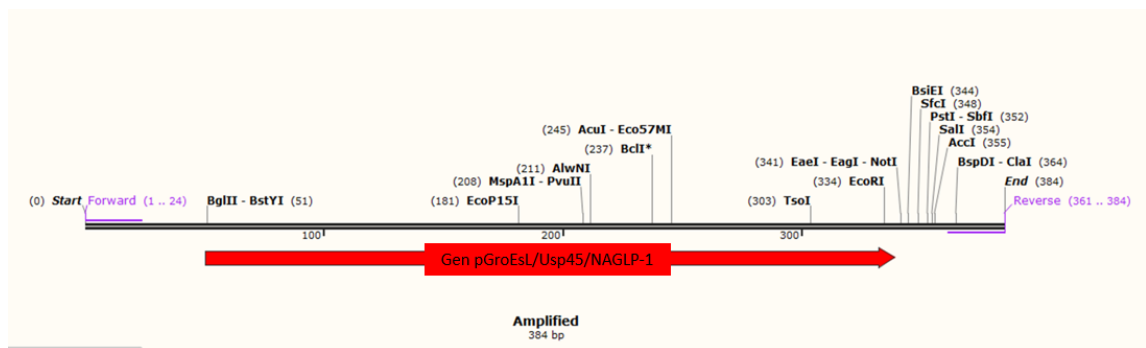 BsiEI (344)
SfcI (348)
PstI - SbfI (352)
SalI (354)
AccI (355)
(245) AcuI - Eco57MI
(237) BclI*
(211) AlwNI
(341) EaeI - EagI - NotI
BspDI - ClaI (364)
(208) MspA1I - PvuII
(334) EcoRI
End (384)
(0) Start
Forward (1 .. 24)
BglII - BstYI (51)
(181) EcoP15I
(303) TsoI
Reverse (361 .. 384)
100
200
300
Gen pGroEsL/Usp45/NAGLP-1
Amplified
384 bp